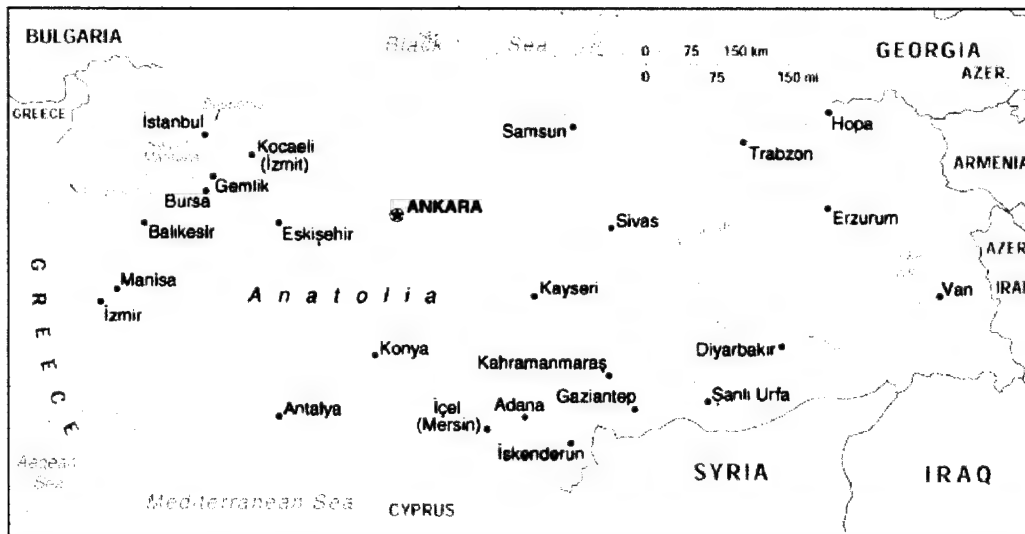 BULGARIA
Black Sea
0 75 150 km
0 75 150 mi
GEORGIA
AZER.
GREECE
İstanbul
Kocaeli
(İzmit)
Samsun
Hopa
Trabzon
ARMENIA
Gemlik
Bursa
ANKARA
Balıkesir
Eskişehir
Sivas
Erzurum
AZER
IRAN
GREECE
Manisa
İzmir
Anatolia
Kayseri
Van
Konya
Kahramanmaraş
Diyarbakır
Antalya
İçel
(Mersin)
Adana
Gaziantep
Şanlı Urfa
İskenderun
Aegean
Sea
Mediterranean Sea
CYPRUS
SYRIA
IRAQ